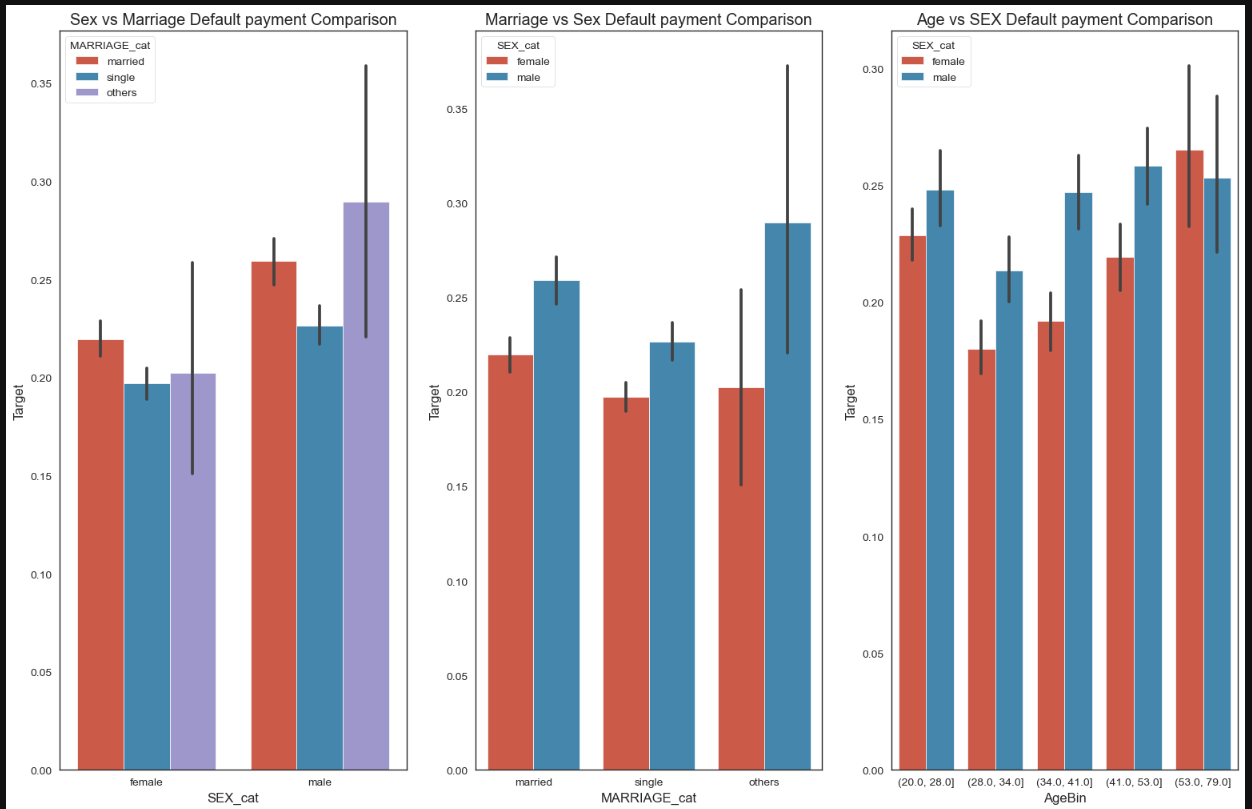 Sex vs Marriage Default payment Comparison
MARRIAGE_cat
married
single
others
0.35
0.30
0.25
0.20
0.15
0.10
0.05
0.00
Target
female
male
SEX_cat
Marriage vs Sex Default payment Comparison
SEX_cat
female
male
0.35
0.30
0.25
0.20
0.15
0.10
0.05
0.00
Target
married
single
others
MARRIAGE_cat
Age vs SEX Default payment Comparison
SEX_cat
female
male
0.30
0.25
0.20
0.15
0.10
0.05
0.00
Target
(20.0, 28.0]
(28.0, 34.0]
(34.0, 41.0]
(41.0, 53.0]
(53.0, 79.0]
AgeBin